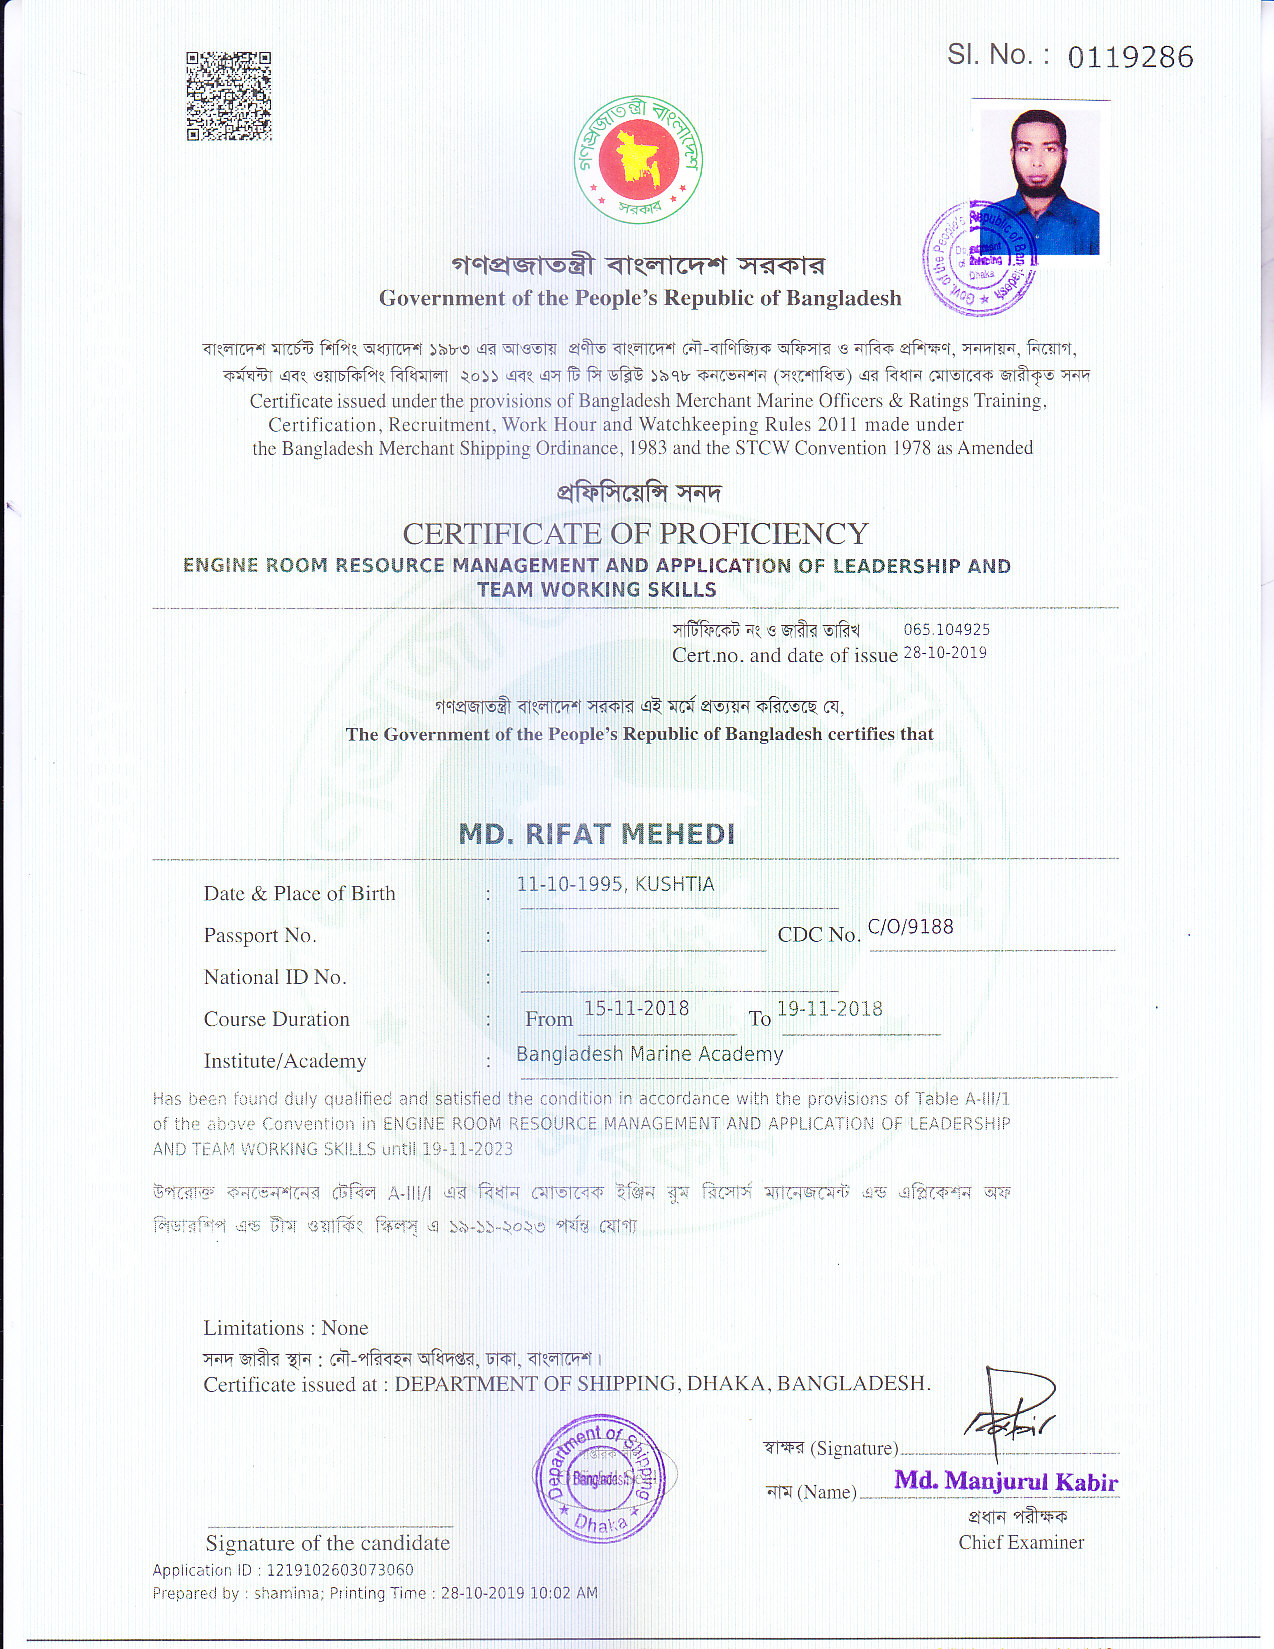 Sl. No. : 0119286
গণপ্রজাতন্ত্রী বাংলাদেশ
সরকার
গণপ্রজাতন্ত্রী বাংলাদেশ সরকার
Government of the People's Republic of Bangladesh
বাংলাদেশ মার্চেন্ট শিপিং অধ্যাদেশ ১৯৮৩ এর আওতায় প্রণীত বাংলাদেশ নৌ-বাণিজ্যিক অফিসার ও নাবিক প্রশিক্ষণ, সনদায়ন, নিয়োগ,
কর্মঘন্টা এবং ওয়াচকিপিং বিধিমালা ২০১১ এবং এস টি সি ডব্লিউ ১৯৭৮ কনভেনশন (সংশোধিত) এর বিধান মোতাবেক জারীকৃত সনদ
Certificate issued under the provisions of Bangladesh Merchant Marine Officers & Ratings Training,
Certification, Recruitment, Work Hour and Watchkeeping Rules 2011 made under
the Bangladesh Merchant Shipping Ordinance, 1983 and the STCW Convention 1978 as Amended
প্রফিসিয়েন্সি সনদ
CERTIFICATE OF PROFICIENCY
ENGINE ROOM RESOURCE MANAGEMENT AND APPLICATION OF LEADERSHIP AND
TEAM WORKING SKILLS
সার্টিফিকেট নং ও জারীর তারিখ 065.104925
Cert.no. and date of issue 28-10-2019
গণপ্রজাতন্ত্রী বাংলাদেশ সরকার এই মর্মে প্রত্যয়ন করিতেছে যে,
The Government of the People's Republic of Bangladesh certifies that
MD. RIFAT MEHEDI
Date & Place of Birth : 11-10-1995, KUSHTIA
Passport No. : CDC No. C/O/9188
National ID No. :
Course Duration : From 15-11-2018 To 19-11-2018
Institute/Academy : Bangladesh Marine Academy
Has been found duly qualified and satisfied the condition in accordance with the provisions of Table A-III/1
of the above Convention in ENGINE ROOM RESOURCE MANAGEMENT AND APPLICATION OF LEADERSHIP
AND TEAM WORKING SKILLS until 19-11-2023
উপরোক্ত কনভেনশনের টেবিল A-III/I এর বিধান মোতাবেক ইঞ্জিন রুম রিসোর্স ম্যানেজমেন্ট এন্ড এপ্লিকেশন অফ
লিডারশিপ এন্ড টীম ওয়ার্কিং স্কিলস্ এ ১৯-১১-২০২৩ পর্যন্ত যোগ্য
Limitations : None
সনদ জারীর স্থান : নৌ-পরিবহন অধিদপ্তর, ঢাকা, বাংলাদেশ।
Certificate issued at : DEPARTMENT OF SHIPPING, DHAKA, BANGLADESH.
Department of Shipping
Bangladesh
Dhaka
স্বাক্ষর (Signature)
নাম (Name) Md. Manjurul Kabir
প্রধান পরীক্ষক
Chief Examiner
Signature of the candidate
Application ID : 1219102603073060
Prepared by : shamima; Printing Time : 28-10-2019 10:02 AM